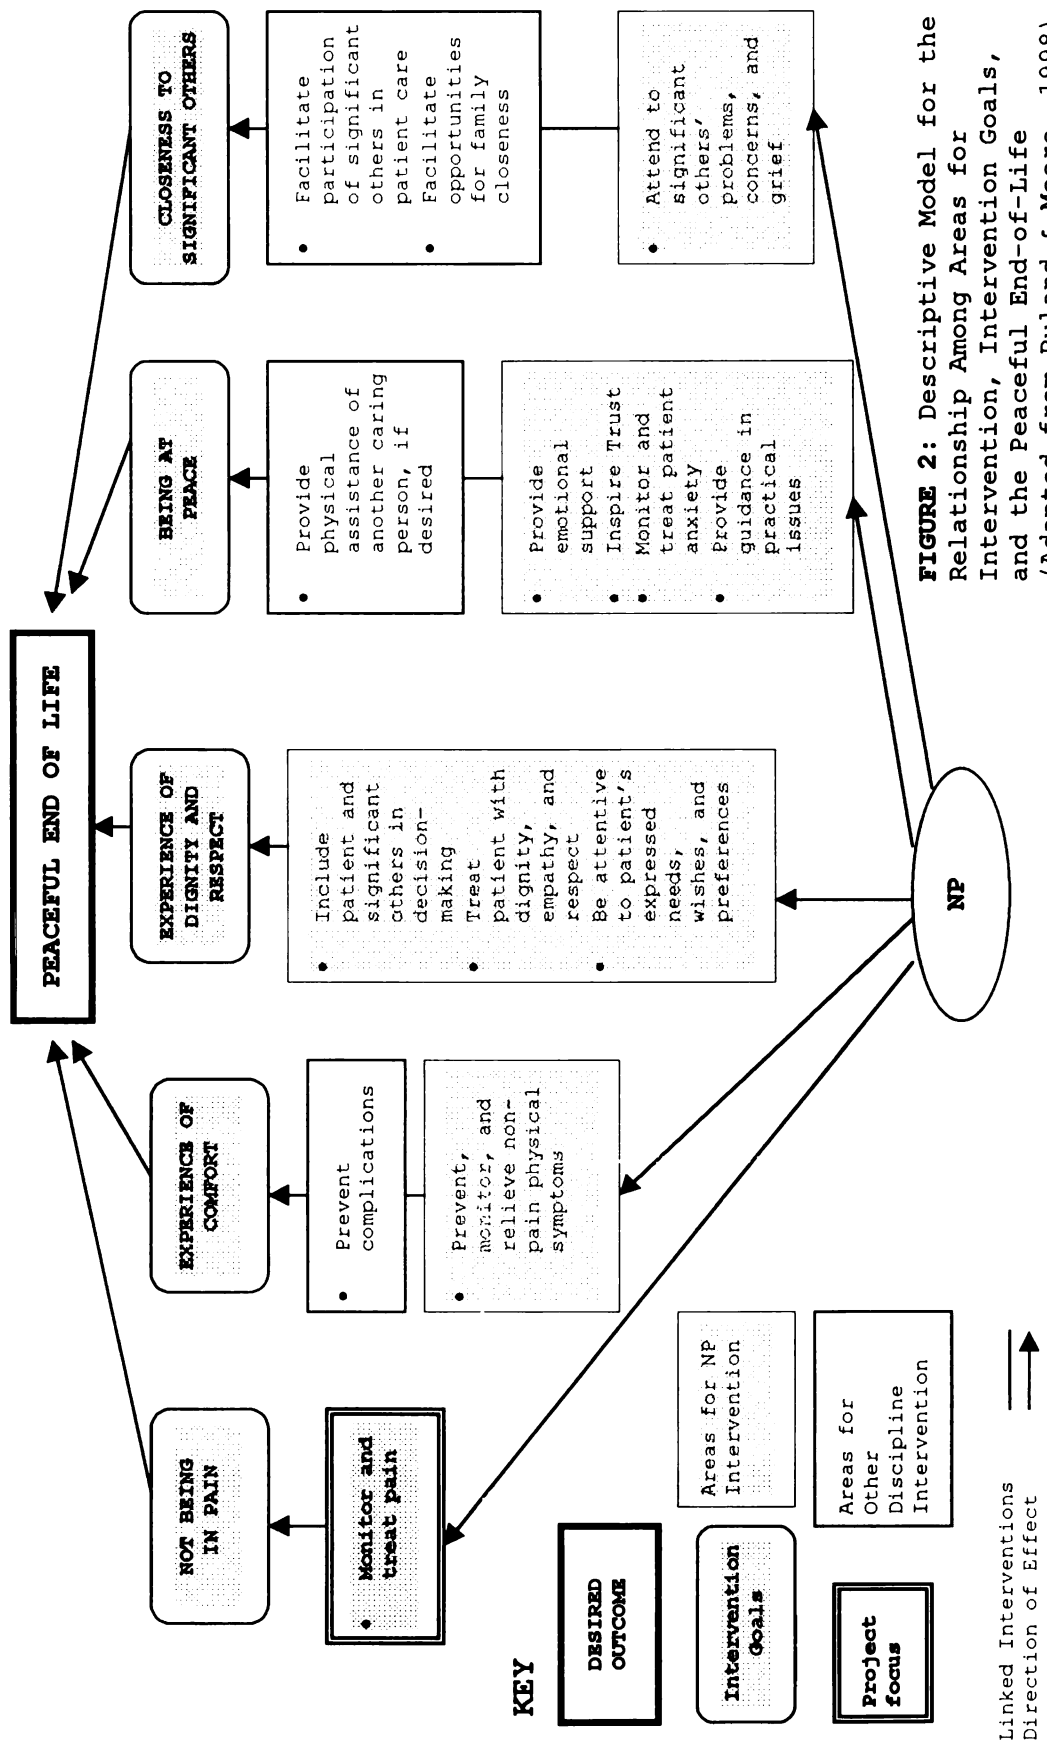 PEACEFUL END OF LIFE
NOT BEING
IN PAIN
• Monitor and
treat pain
EXPERIENCE OF
COMFORT
• Prevent
complications
• Prevent,
monitor, and
relieve non-
pain physical
symptoms
EXPERIENCE OF
DIGNITY AND
RESPECT
• Include
patient and
significant
others in
decision-
making
• Treat
patient with
dignity,
empathy, and
respect
• Be attentive
to patient's
expressed
needs,
wishes, and
preferences
BEING AT
PEACE
• Provide
physical
assistance of
another caring
person, if
desired
• Provide
emotional
support
• Inspire Trust
• Monitor and
treat patient
anxiety
• Provide
guidance in
practical
issues
CLOSENESS TO
SIGNIFICANT OTHERS
• Facilitate
participation
of significant
others in
patient care
• Facilitate
opportunities
for family
closeness
• Attend to
significant
others'
problems,
concerns, and
grief
NP
KEY
DESIRED
OUTCOME
Intervention
Goals
Project
focus
Areas for NP
Intervention
Areas for
Other
Discipline
Intervention
Linked Interventions
Direction of Effect
FIGURE 2: Descriptive Model for the
Relationship Among Areas for
Intervention, Intervention Goals,
and the Peaceful End-of-Life
(Adapted from Ruland & Moore, 1998)